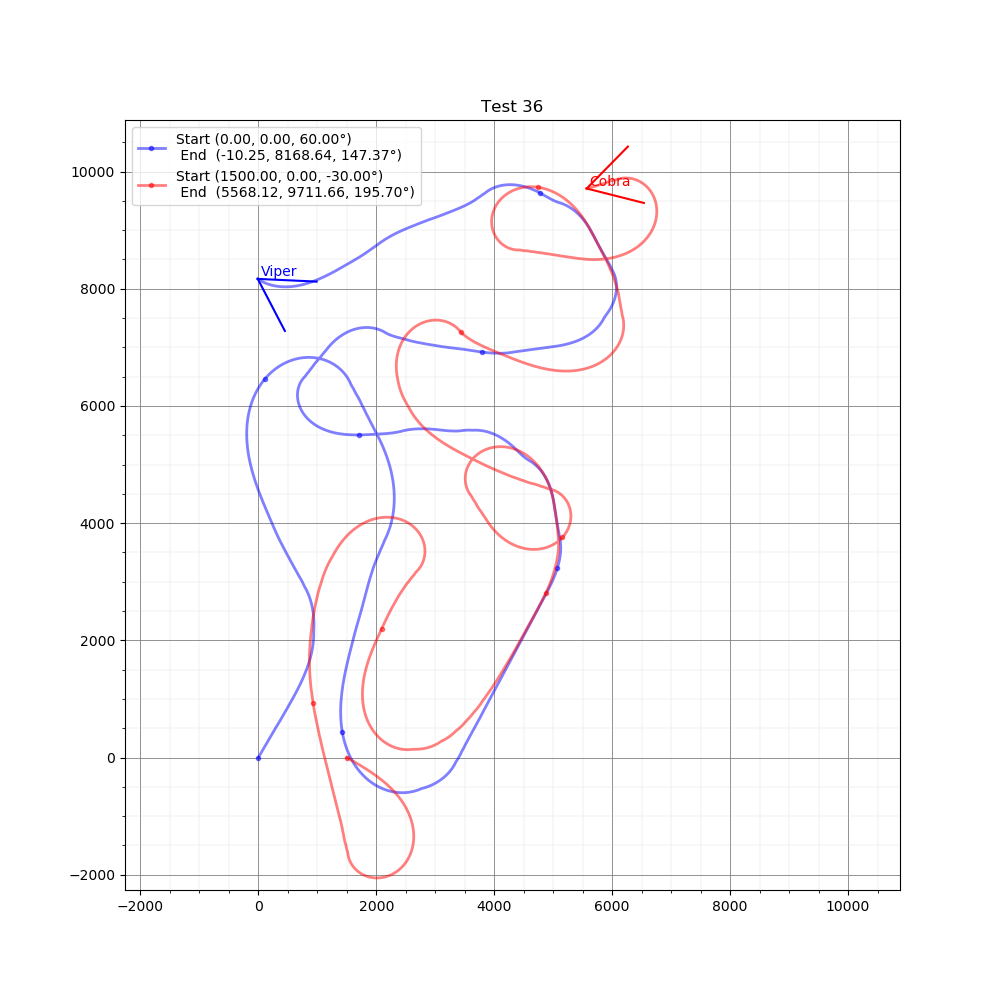 Test 36
Start (0.00, 0.00, 60.00°)
End  (-10.25, 8168.64, 147.37°)
Start (1500.00, 0.00, -30.00°)
End  (5568.12, 9711.66, 195.70°)
Cobra
Viper
10000
8000
6000
4000
2000
0
−2000
−2000 0 2000 4000 6000 8000 10000